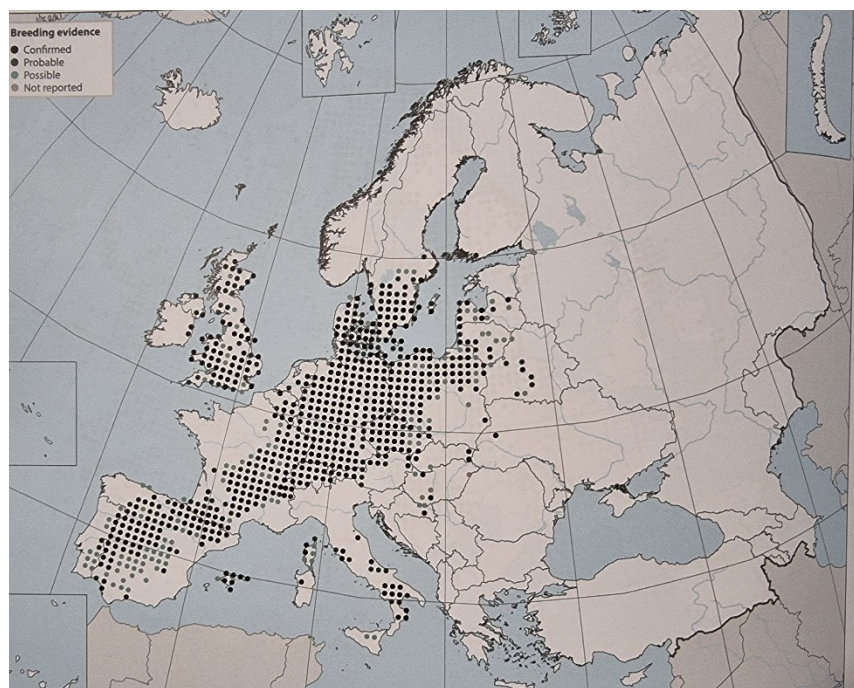 Breeding evidence
Confirmed
Probable
Possible
Not reported